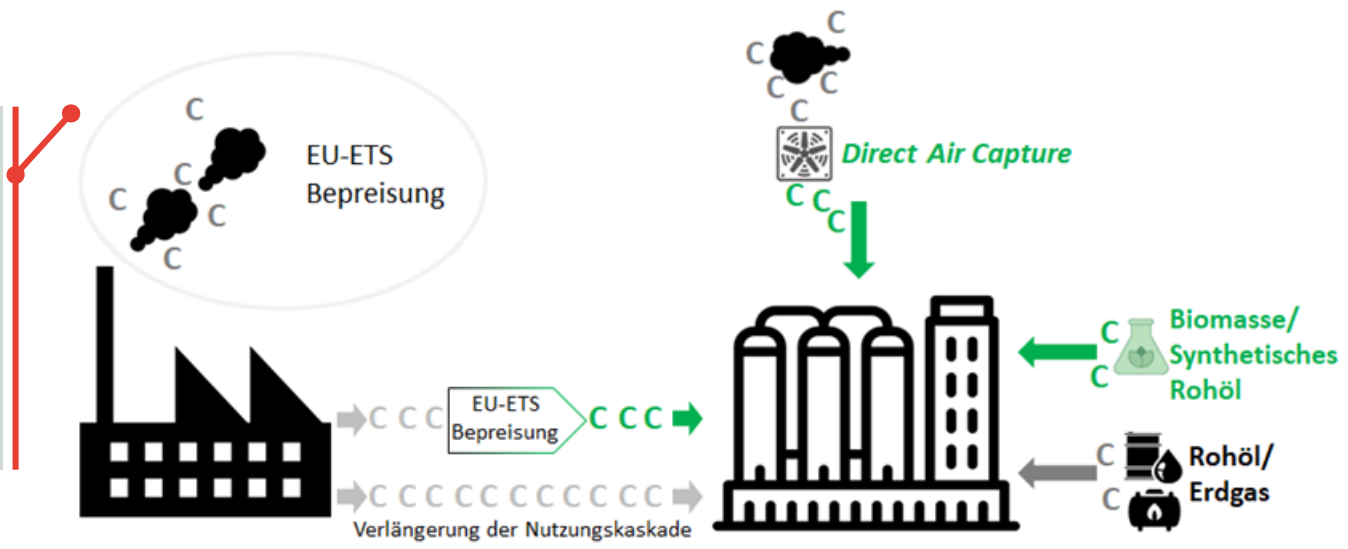 C
C
C
C
C
C
EU-ETS
Bepreisung
C
C
C
C
C
Direct Air Capture
C
C
C
C
C
Biomasse/
Synthetisches
Rohöl
C
C
Rohöl/
Erdgas
C C C
EU-ETS
Bepreisung
C C C
C C C C C C C C C C C
Verlängerung der Nutzungskaskade